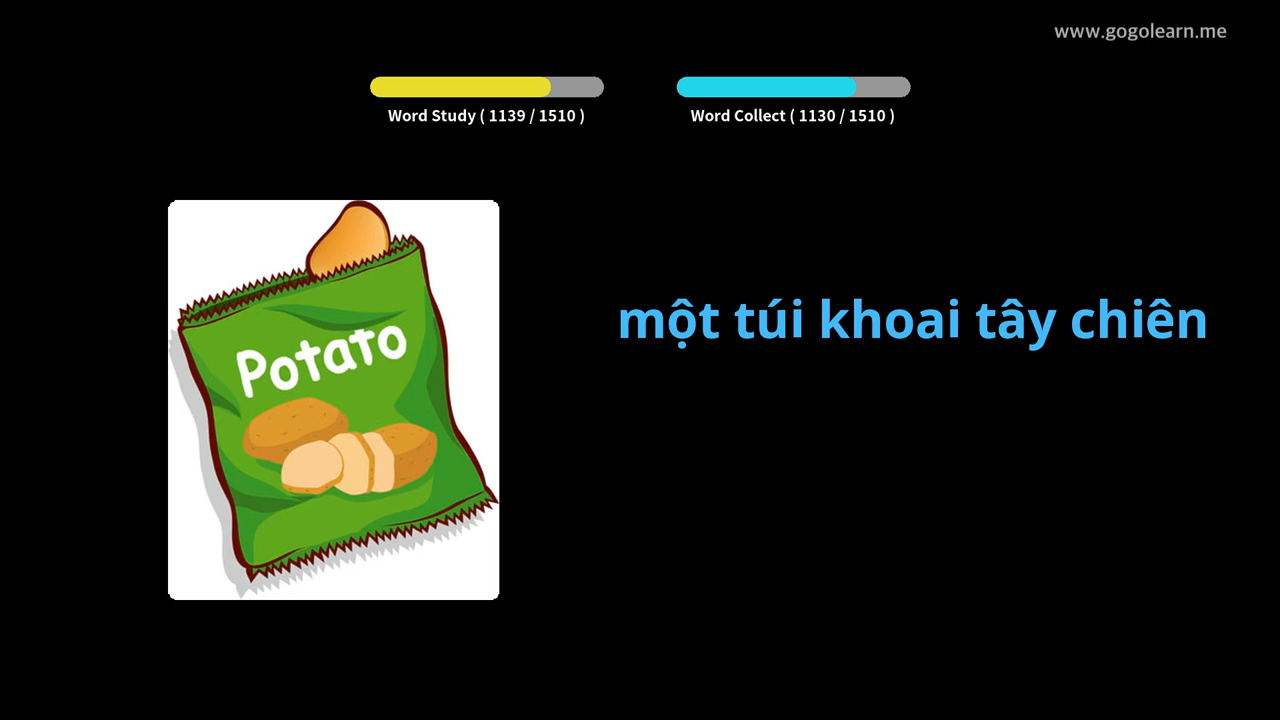 www.gogolearn.me
Word Study ( 1139 / 1510 )
Word Collect ( 1130 / 1510 )
Potato
một túi khoai tây chiên